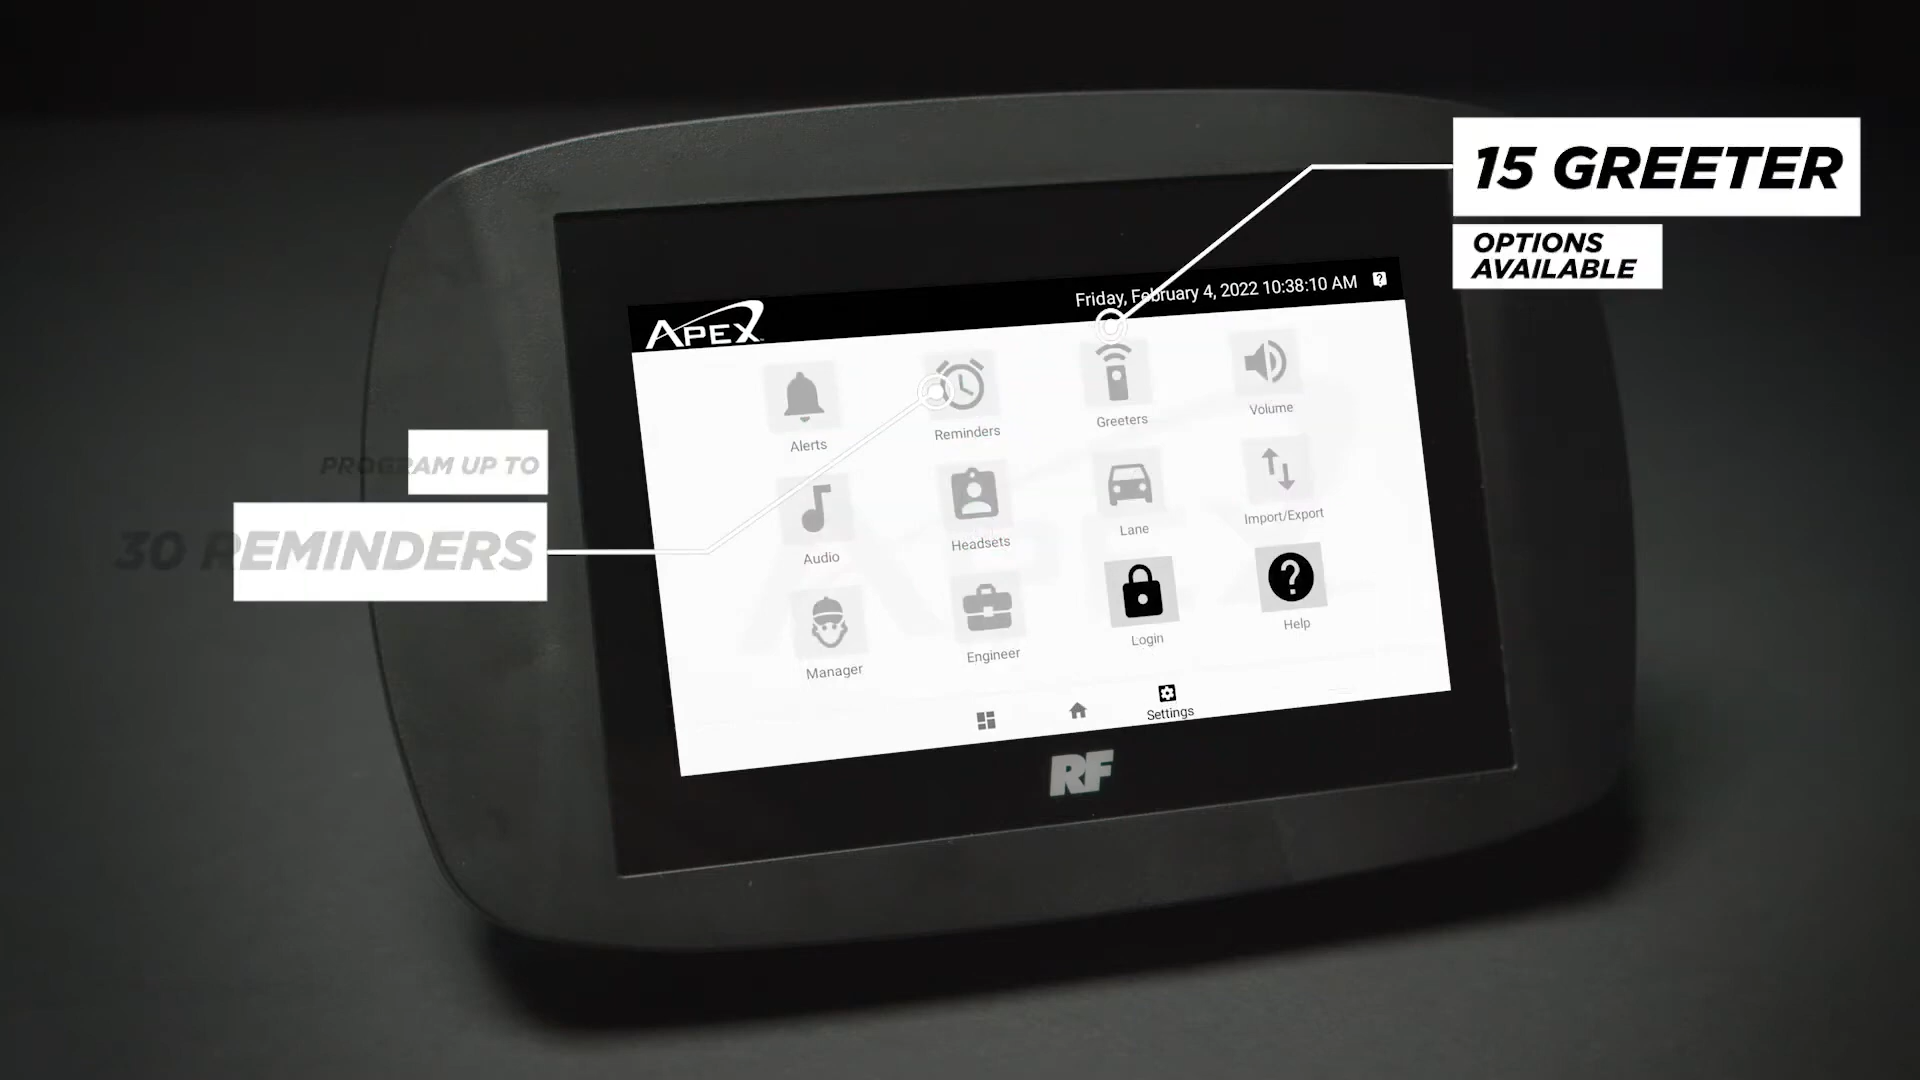 15 GREETER
OPTIONS
AVAILABLE
APEX
Friday, February 4, 2022 10:38:10 AM
Alerts
Reminders
Greeters
Volume
PROGRAM UP TO
30 REMINDERS
Audio
Headsets
Lane
Import/Export
Manager
Engineer
Login
Help
Settings
RF